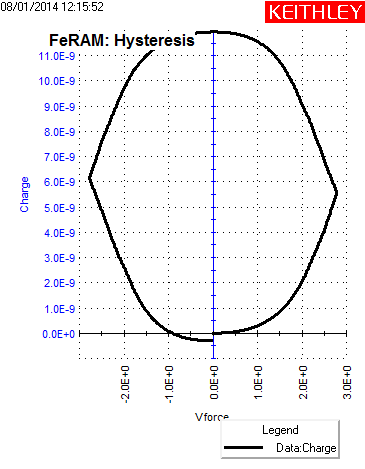 08/01/2014 12:15:52
KEITHLEY
FeRAM: Hysteresis
11.0E-9
10.0E-9
9.0E-9
8.0E-9
7.0E-9
6.0E-9
5.0E-9
4.0E-9
3.0E-9
2.0E-9
1.0E-9
0.0E+0
Charge
-2.0E+0
-1.0E+0
0.0E+0
1.0E+0
2.0E+0
3.0E+0
Vforce
Legend
Data:Charge